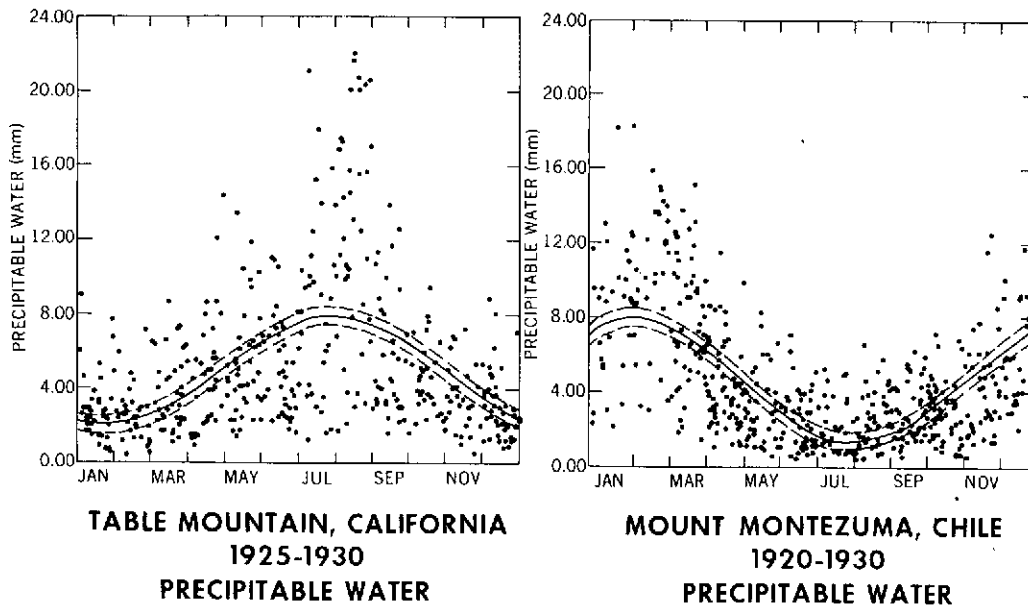 24.00
20.00
16.00
12.00
8.00
4.00
0.00
PRECIPITABLE WATER (mm)
JAN MAR MAY JUL SEP NOV
TABLE MOUNTAIN, CALIFORNIA
1925-1930
PRECIPITABLE WATER
24.00
20.00
16.00
12.00
8.00
4.00
0.00
PRECIPITABLE WATER (mm)
JAN MAR MAY JUL SEP NOV
MOUNT MONTEZUMA, CHILE
1920-1930
PRECIPITABLE WATER